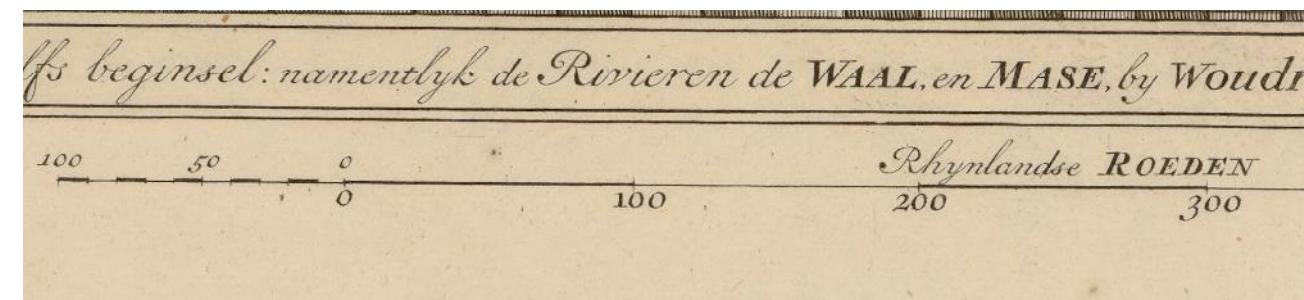 lfs beginsel: namentlyk de Rivieren de WAAL, en MASE, by Woudr
100 50 0 Rhynlandse ROEDEN
0 100 200 300